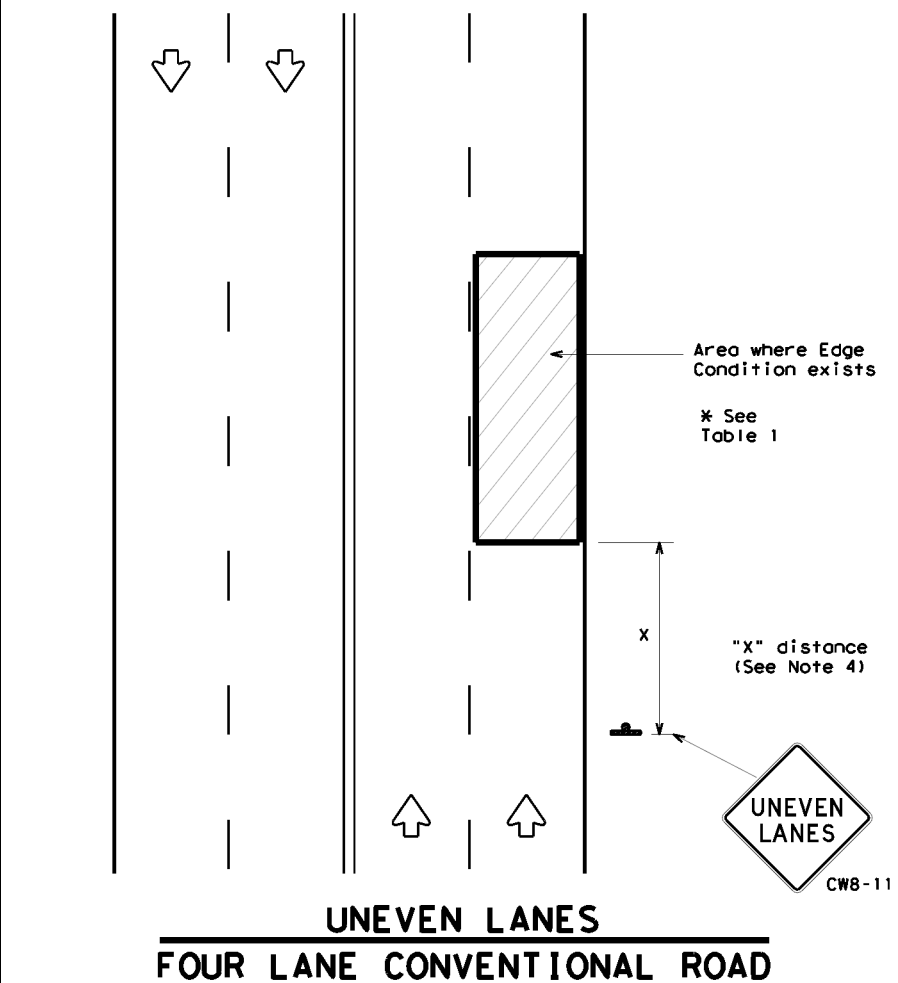 Area where Edge
Condition exists
* See
Table 1
X
"X" distance
(See Note 4)
UNEVEN
LANES
CW8-11
UNEVEN LANES
FOUR LANE CONVENTIONAL ROAD